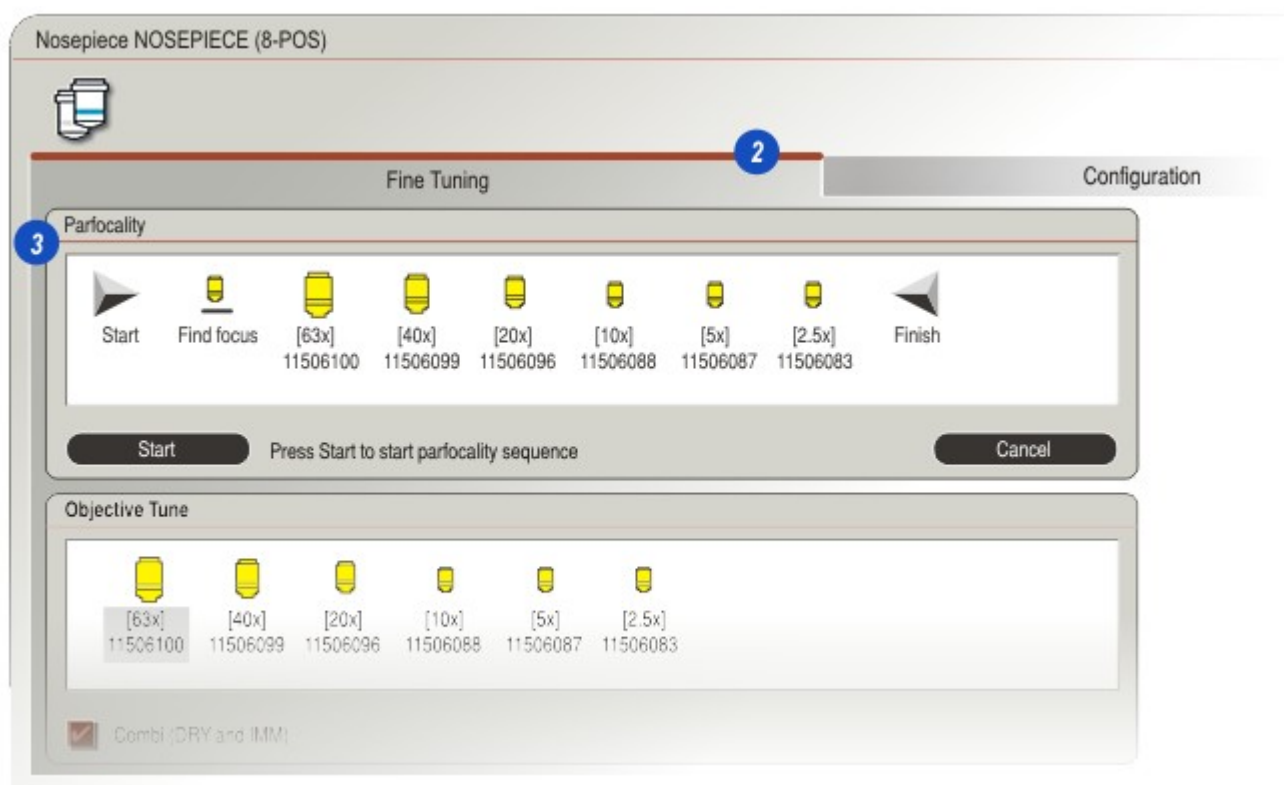 Nosepiece NOSEPIECE (8-POS)
2
Fine Tuning
Configuration
3
Parfocality
Start
Find focus
[63x]
11506100
[40x]
11506099
[20x]
11506096
[10x]
11506088
[5x]
11506087
[2.5x]
11506083
Finish
Start
Press Start to start parfocality sequence
Cancel
Objective Tune
[63x]
11506100
[40x]
11506099
[20x]
11506096
[10x]
11506088
[5x]
11506087
[2.5x]
11506083
Combi (DRY and IMM)